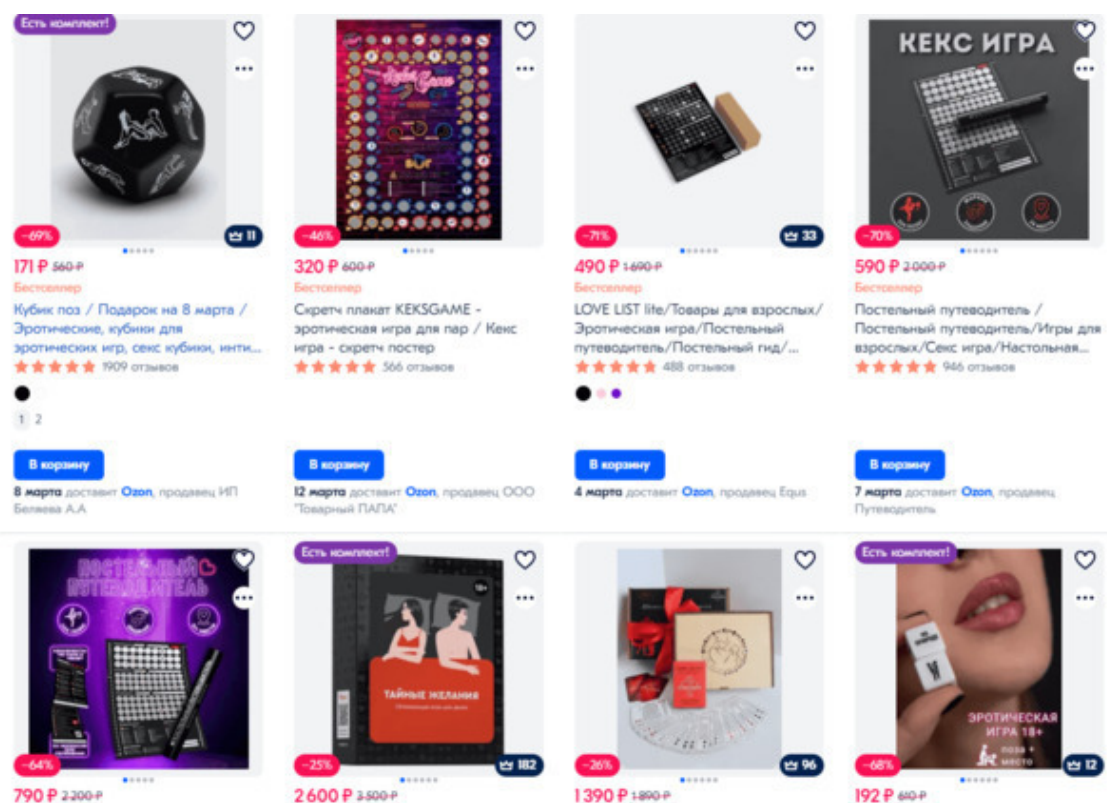 Есть комплект!
КЕКС ИГРА
−69%
11
−46%
−71%
33
−70%
171 ₽ 560 ₽
320 ₽ 600 ₽
490 ₽ 1 690 ₽
590 ₽ 2 000 ₽
Бестселлер
Бестселлер
Бестселлер
Бестселлер
Кубик поз / Подарок на 8 марта /
Эротические, кубики для
эротических игр, секс кубики, инти...
Скретч плакат KEKSGAME -
эротическая игра для пар / Кекс
игра - скретч постер
LOVE LIST lite/Товары для взрослых/
Эротическая игра/Постельный
путеводитель/Постельный гид/...
Постельный путеводитель /
Постельный путеводитель/Игры для
взрослых/Секс игра/Настольная...
1909 отзывов
566 отзывов
488 отзывов
946 отзывов
1 2
В корзину
В корзину
В корзину
В корзину
8 марта доставит Ozon, продавец ИП
Беляева А.А
12 марта доставит Ozon, продавец ООО
"Товарный ПАПА"
4 марта доставит Ozon, продавец Equs
7 марта доставит Ozon, продавец
Путеводитель
ПОСТЕЛЬНЫЙ
ПУТЕВОДИТЕЛЬ
Есть комплект!
18+
ТАЙНЫЕ ЖЕЛАНИЯ
Есть комплект!
ЭРОТИЧЕСКАЯ
ИГРА 18+
поза +
место
−64%
−25%
182
−26%
96
−68%
12
790 ₽ 2 200 ₽
2 600 ₽ 3 500 ₽
1 390 ₽ 1 890 ₽
192 ₽ 610 ₽